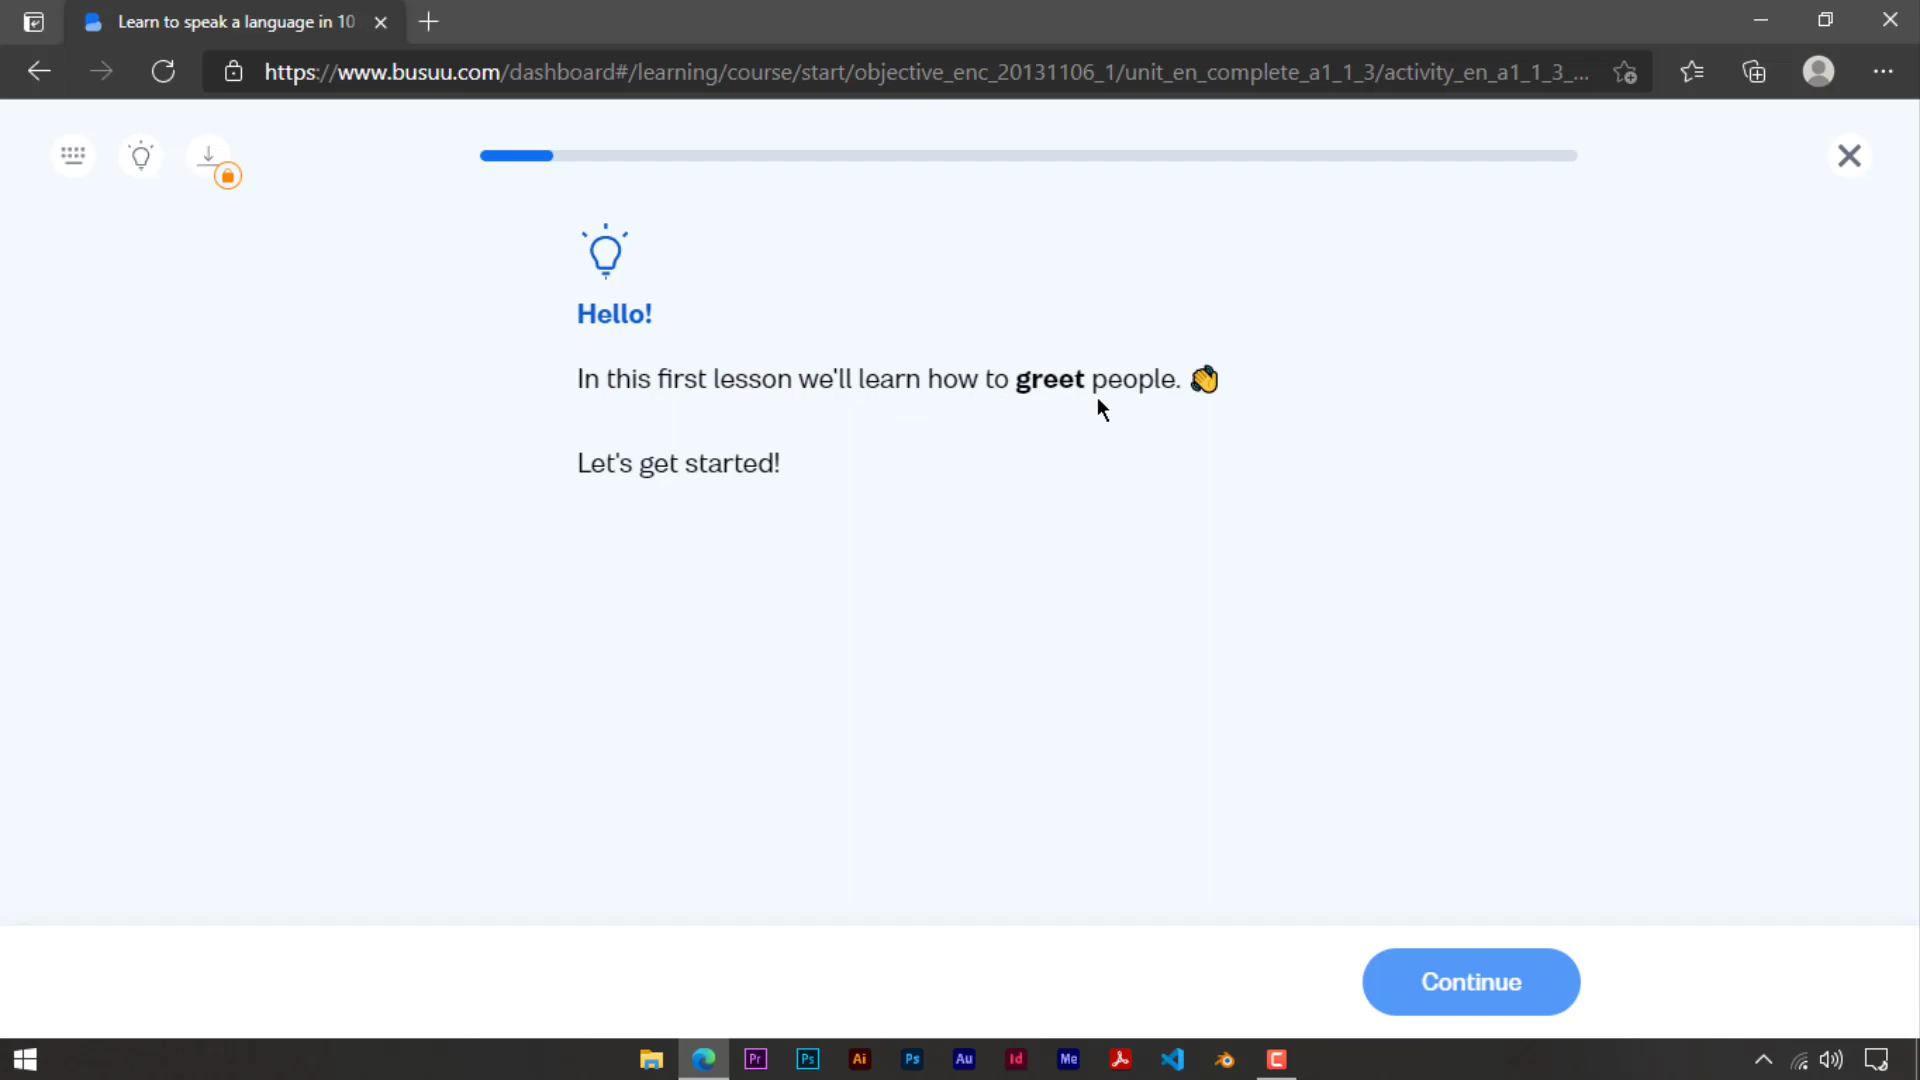 Learn to speak a language in 10
https://www.busuu.com/dashboard#/learning/course/start/objective_enc_20131106_1/unit_en_complete_a1_1_3/activity_en_a1_1_3_...
Hello!
In this first lesson we'll learn how to greet people. 👋
Let's get started!
Continue
Pr Ps Ai Ps Au Id Me